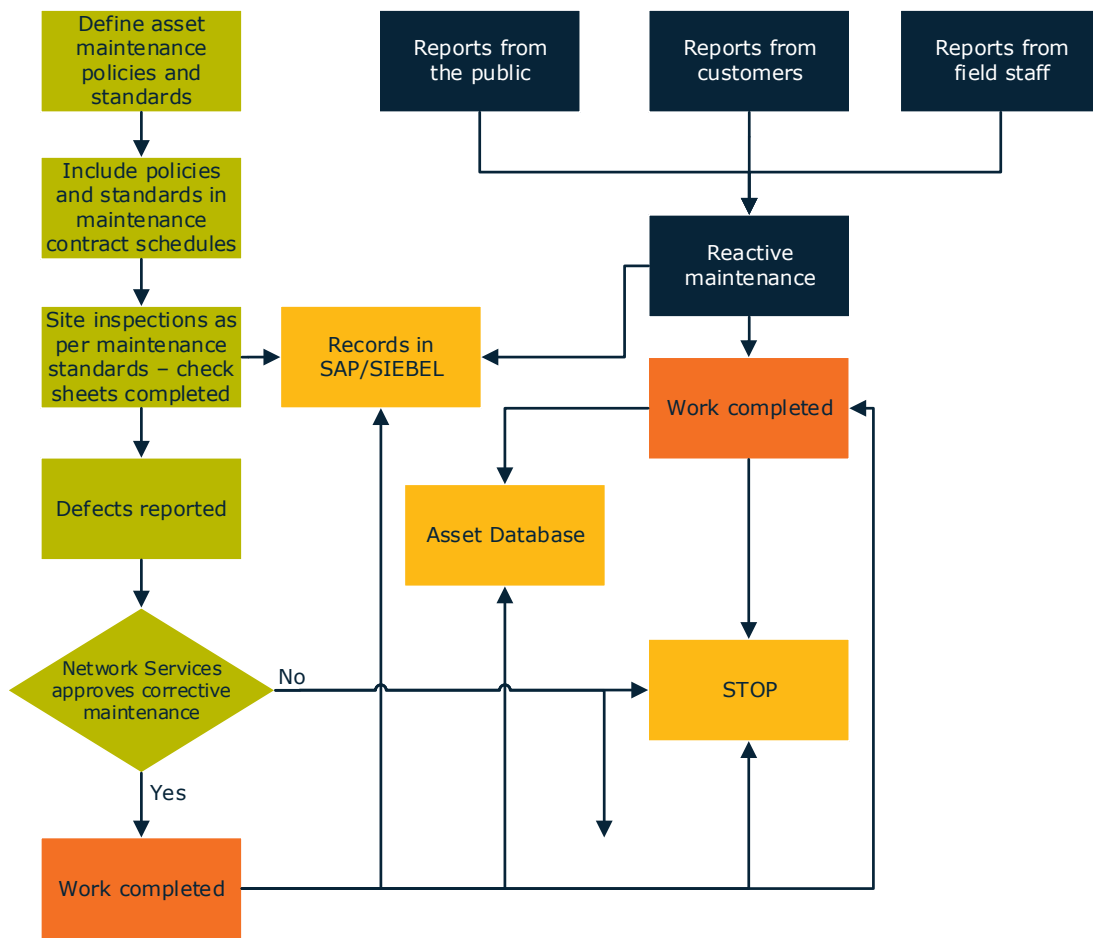 Define asset
maintenance
policies and
standards
Reports from
the public
Reports from
customers
Reports from
field staff
Include policies
and standards in
maintenance
contract schedules
Reactive
maintenance
Site inspections as
per maintenance
standards – check
sheets completed
Records in
SAP/SIEBEL
Work completed
Defects reported
Asset Database
Network Services
approves corrective
maintenance
No
STOP
Yes
Work completed